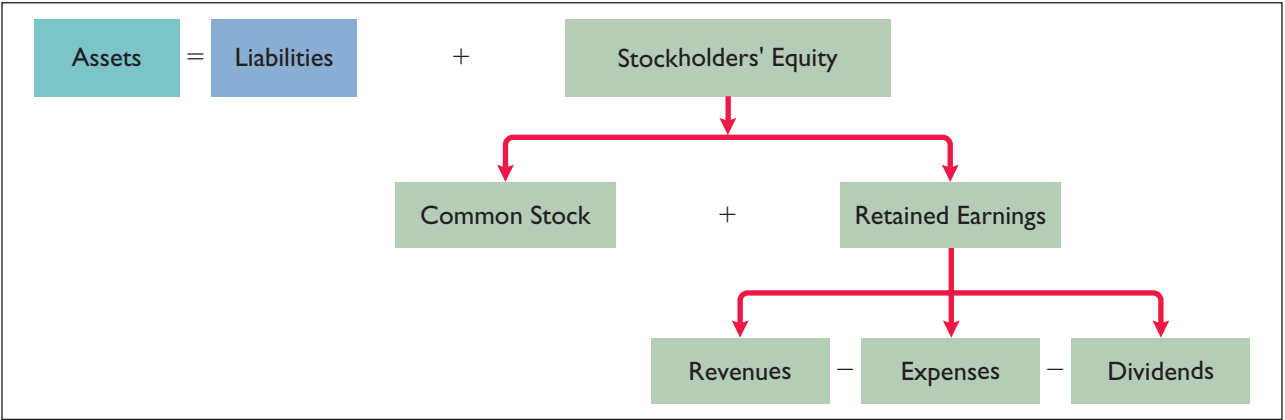 Assets = Liabilities + Stockholders' Equity
Common Stock + Retained Earnings
Revenues – Expenses – Dividends